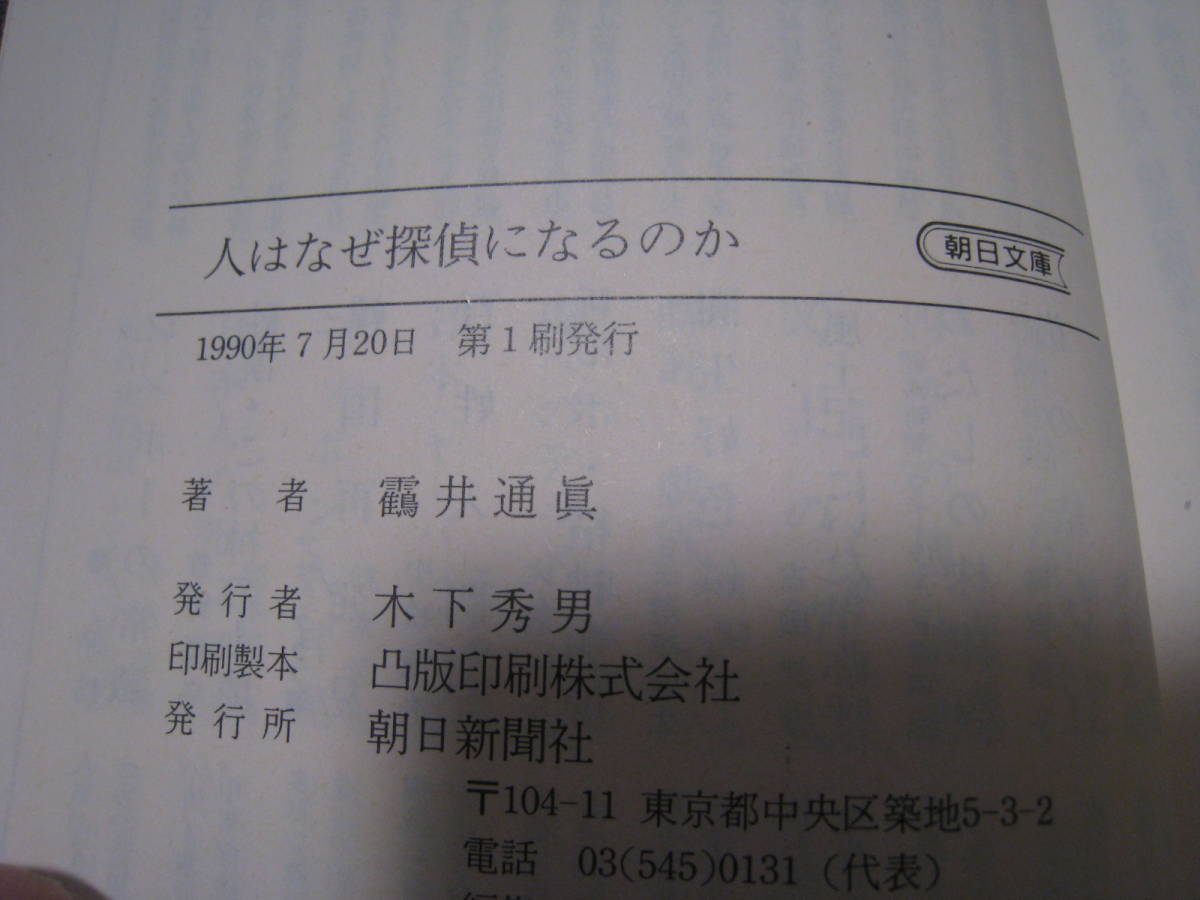 人はなぜ探偵になるのか
朝日文庫
1990年7月20日 第1刷発行
著者 靍井通眞
発行者 木下秀男
印刷製本 凸版印刷株式会社
発行所 朝日新聞社
〒104-11 東京都中央区築地5-3-2
電話 03(545)0131(代表)